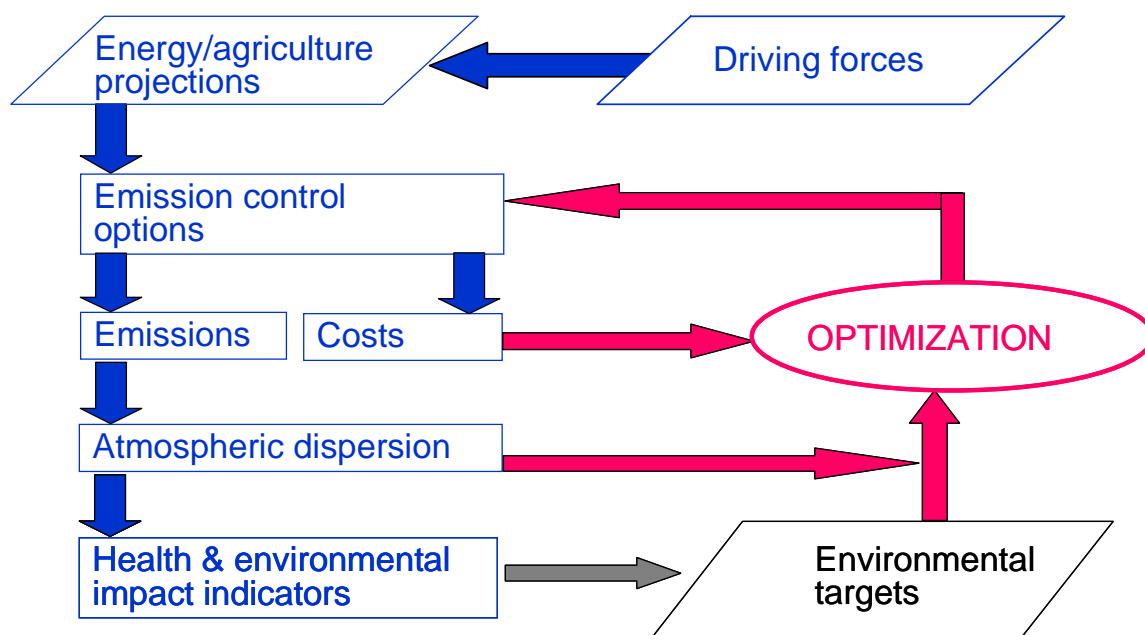 Energy/agriculture
projections
Driving forces
Emission control
options
Emissions
Costs
OPTIMIZATION
Atmospheric dispersion
Health & environmental
impact indicators
Environmental
targets